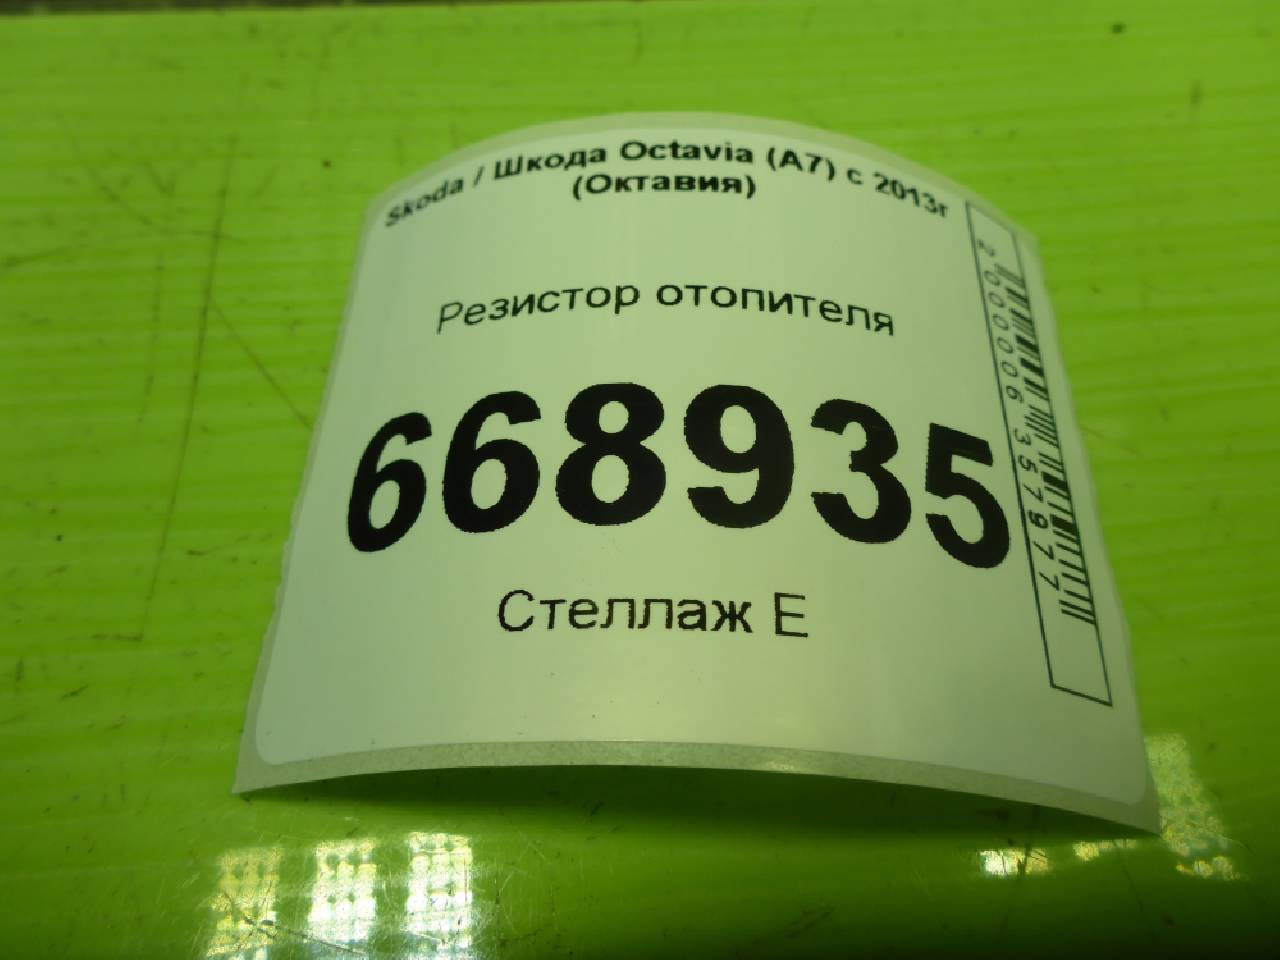 Skoda / Шкода Octavia (A7) с 2013г
(Октавия)
Резистор отопителя
668935
Стеллаж Е
2000006357977